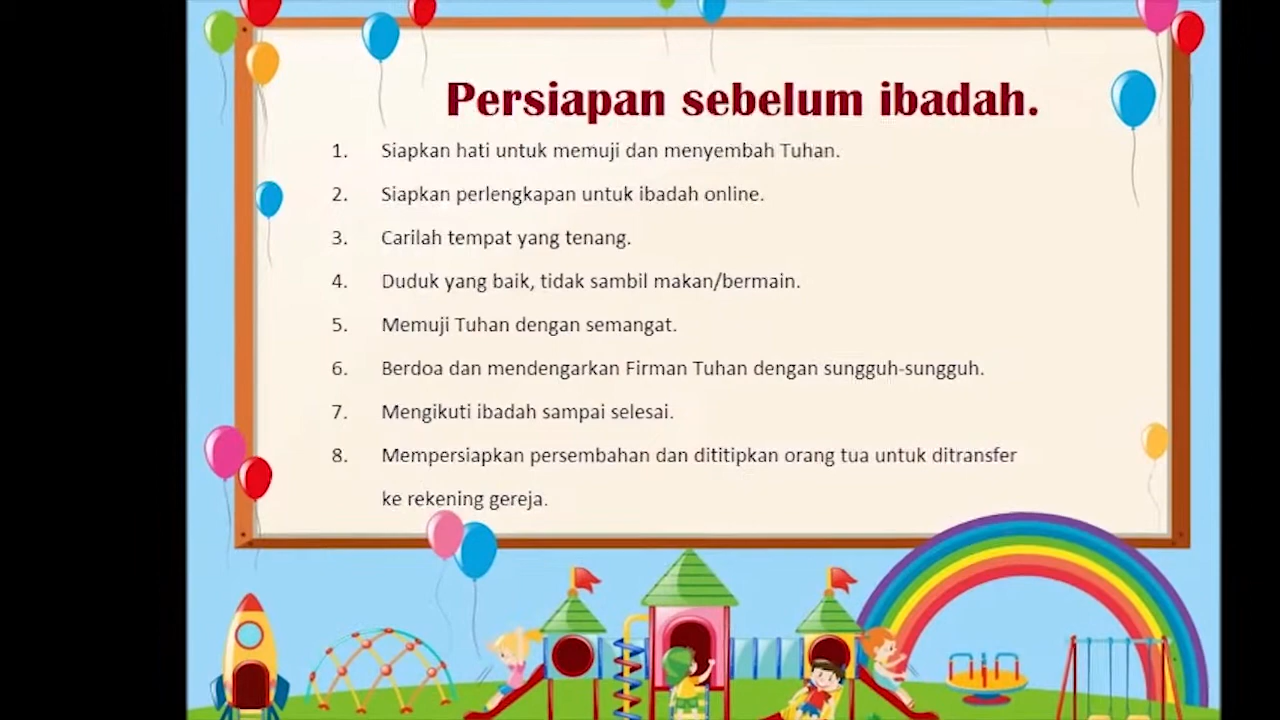 Persiapan sebelum ibadah.
1. Siapkan hati untuk memuji dan menyembah Tuhan.
2. Siapkan perlengkapan untuk ibadah online.
3. Carilah tempat yang tenang.
4. Duduk yang baik, tidak sambil makan/bermain.
5. Memuji Tuhan dengan semangat.
6. Berdoa dan mendengarkan Firman Tuhan dengan sungguh-sungguh.
7. Mengikuti ibadah sampai selesai.
8. Mempersiapkan persembahan dan dititipkan orang tua untuk ditransfer
ke rekening gereja.